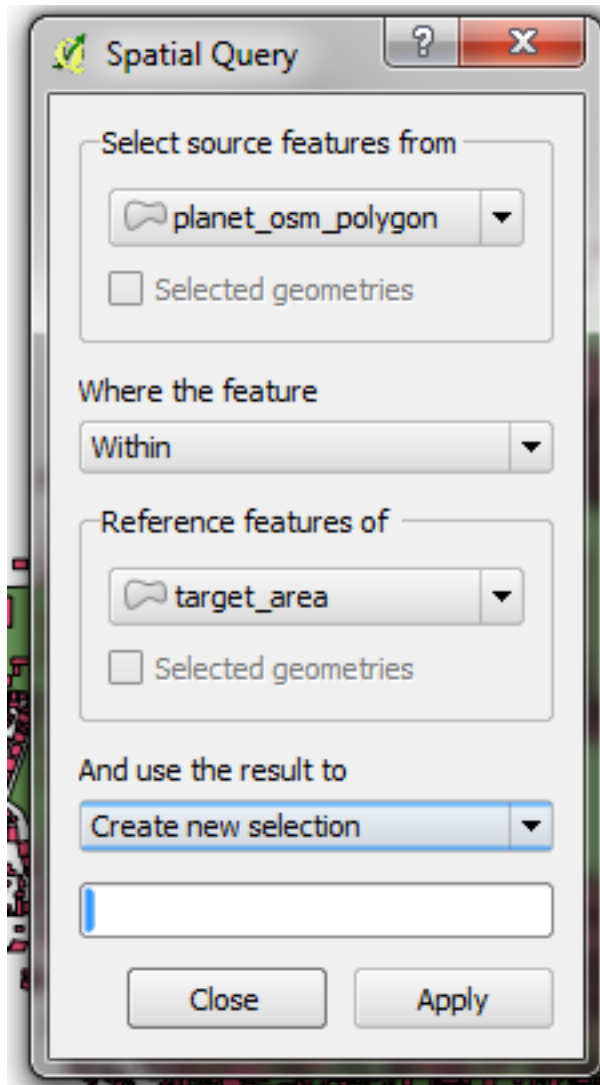 Spatial Query
Select source features from
planet_osm_polygon
Selected geometries
Where the feature
Within
Reference features of
target_area
Selected geometries
And use the result to
Create new selection
Close Apply